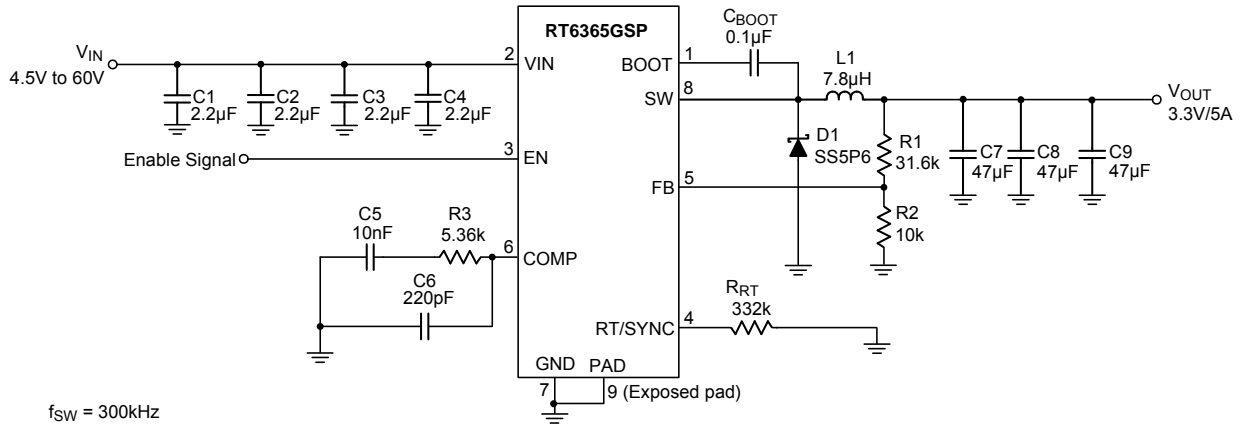 RT6365GSP
V_IN
4.5V to 60V
2
VIN
C1
2.2µF
C2
2.2µF
C3
2.2µF
C4
2.2µF
Enable Signal
3
EN
C5
10nF
R3
5.36k
6
COMP
C6
220pF
C_BOOT
0.1µF
1
BOOT
L1
7.8µH
8
SW
V_OUT
3.3V/5A
D1
SS5P6
R1
31.6k
C7
47µF
C8
47µF
C9
47µF
5
FB
R2
10k
R_RT
332k
4
RT/SYNC
GND
PAD
7
9 (Exposed pad)
f_SW = 300kHz